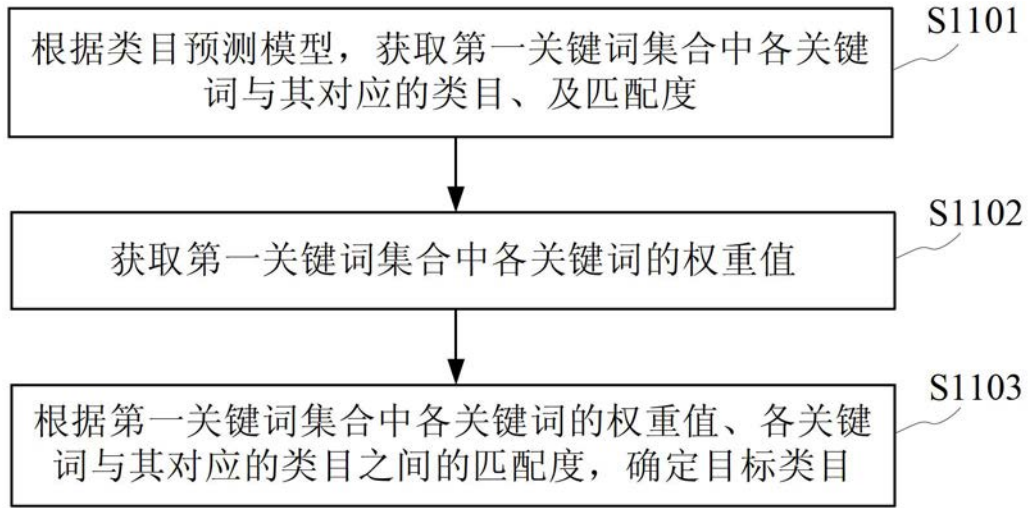 S1101
根据类目预测模型，获取第一关键词集合中各关键
词与其对应的类目、及匹配度
S1102
获取第一关键词集合中各关键词的权重值
S1103
根据第一关键词集合中各关键词的权重值、各关键
词与其对应的类目之间的匹配度，确定目标类目